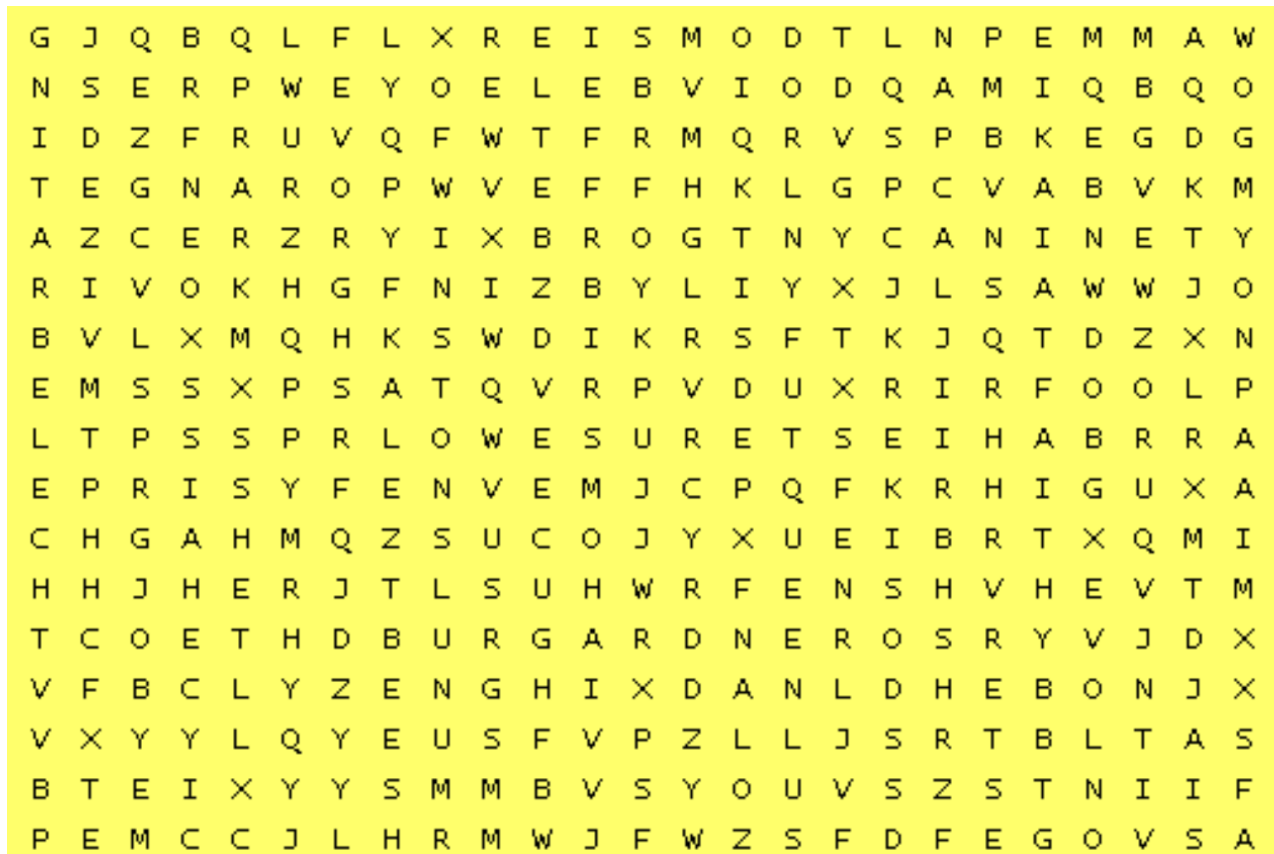 G J Q B Q L F L X R E I S M O D T L N P E M M A W
N S E R P W E Y O E L E B V I O D Q A M I Q B Q O
I D Z F R U V Q F W T F R M Q R V S P B K E G D G
T E G N A R O P W V E F F H K L G P C V A B V K M
A Z C E R Z R Y I X B R O G T N Y C A N I N E T Y
R I V O K H G F N I Z B Y L I Y X J L S A W W J O
B V L X M Q H K S W D I K R S F T K J Q T D Z X N
E M S S X P S A T Q V R P V D U X R I R F O O L P
L T P S S P R L O W E S U R E T S E I H A B R R A
E P R I S Y F E N V E M J C P Q F K R H I G U X A
C H G A H M Q Z S U C O J Y X U E I B R T X Q M I
H H J H E R J T L S U H W R F E N S H V H E V T M
T C O E T H D B U R G A R D N E R O S R Y V J D X
V F B C L Y Z E N G H I X D A N L D H E B O N J X
V X Y Y L Q Y E U S F V P Z L L J S R T B L T A S
B T E I X Y Y S M M B V S Y O U V S Z S T N I I F
P E M C C J L H R M W J F W Z S F D F E G O V S A